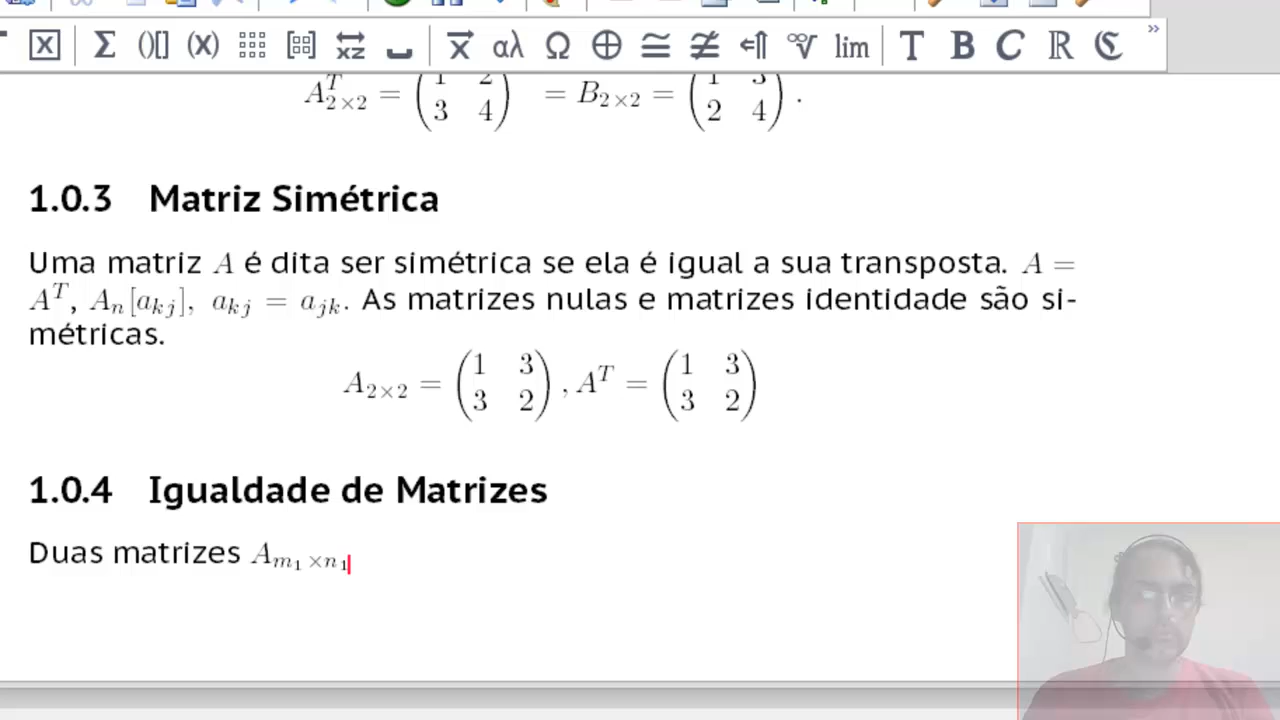 X Σ ()[] (x) xz x αλ Ω ⊕ ≅ ≇ ⇐⇑ lim T B C ℝ ℭ »
A^T_{2×2} = (1 2; 3 4) = B_{2×2} = (1 3; 2 4) .
1.0.3 Matriz Simétrica
Uma matriz A é dita ser simétrica se ela é igual a sua transposta. A =
A^T, A_n[a_{kj}], a_{kj} = a_{jk}. As matrizes nulas e matrizes identidade são si-
métricas.
A_{2×2} = (1 3; 3 2) , A^T = (1 3; 3 2)
1.0.4 Igualdade de Matrizes
Duas matrizes A_{m_1×n_1}